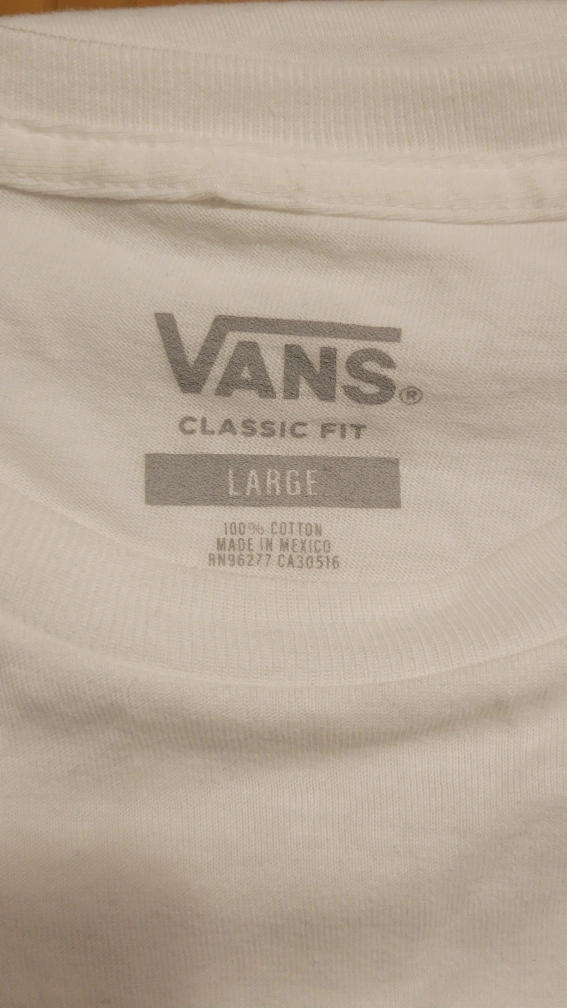 VANS®
CLASSIC FIT
LARGE
100% COTTON
MADE IN MEXICO
RN96277 CA30516